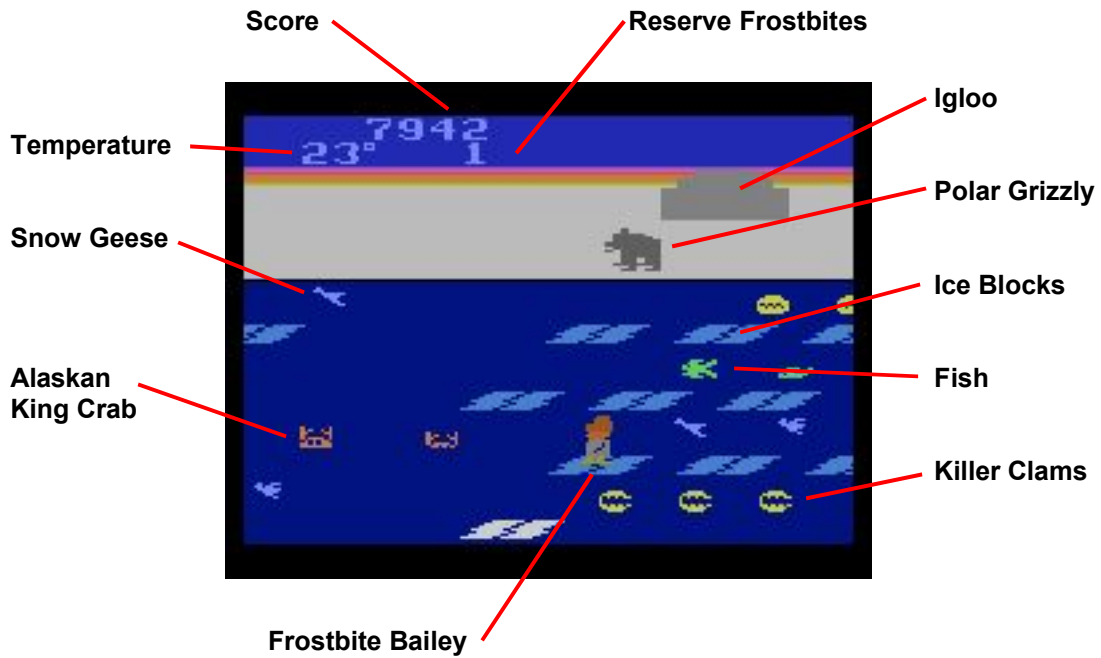 Score
Reserve Frostbites
Igloo
7942
Temperature
23° 1
Polar Grizzly
Snow Geese
Ice Blocks
Alaskan
King Crab
Fish
Killer Clams
Frostbite Bailey